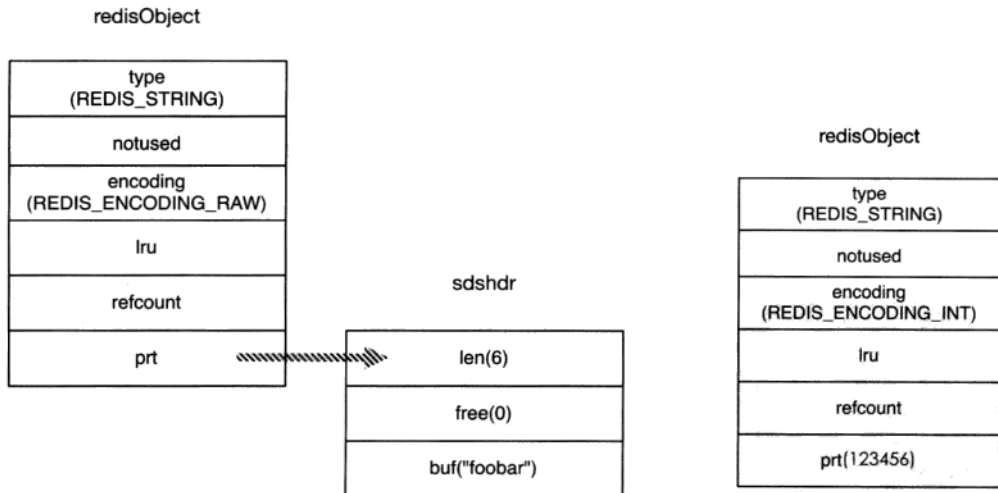 redisObject
type
(REDIS_STRING)
notused
encoding
(REDIS_ENCODING_RAW)
lru
refcount
prt
sdshdr
len(6)
free(0)
buf("foobar")
redisObject
type
(REDIS_STRING)
notused
encoding
(REDIS_ENCODING_INT)
lru
refcount
prt(123456)